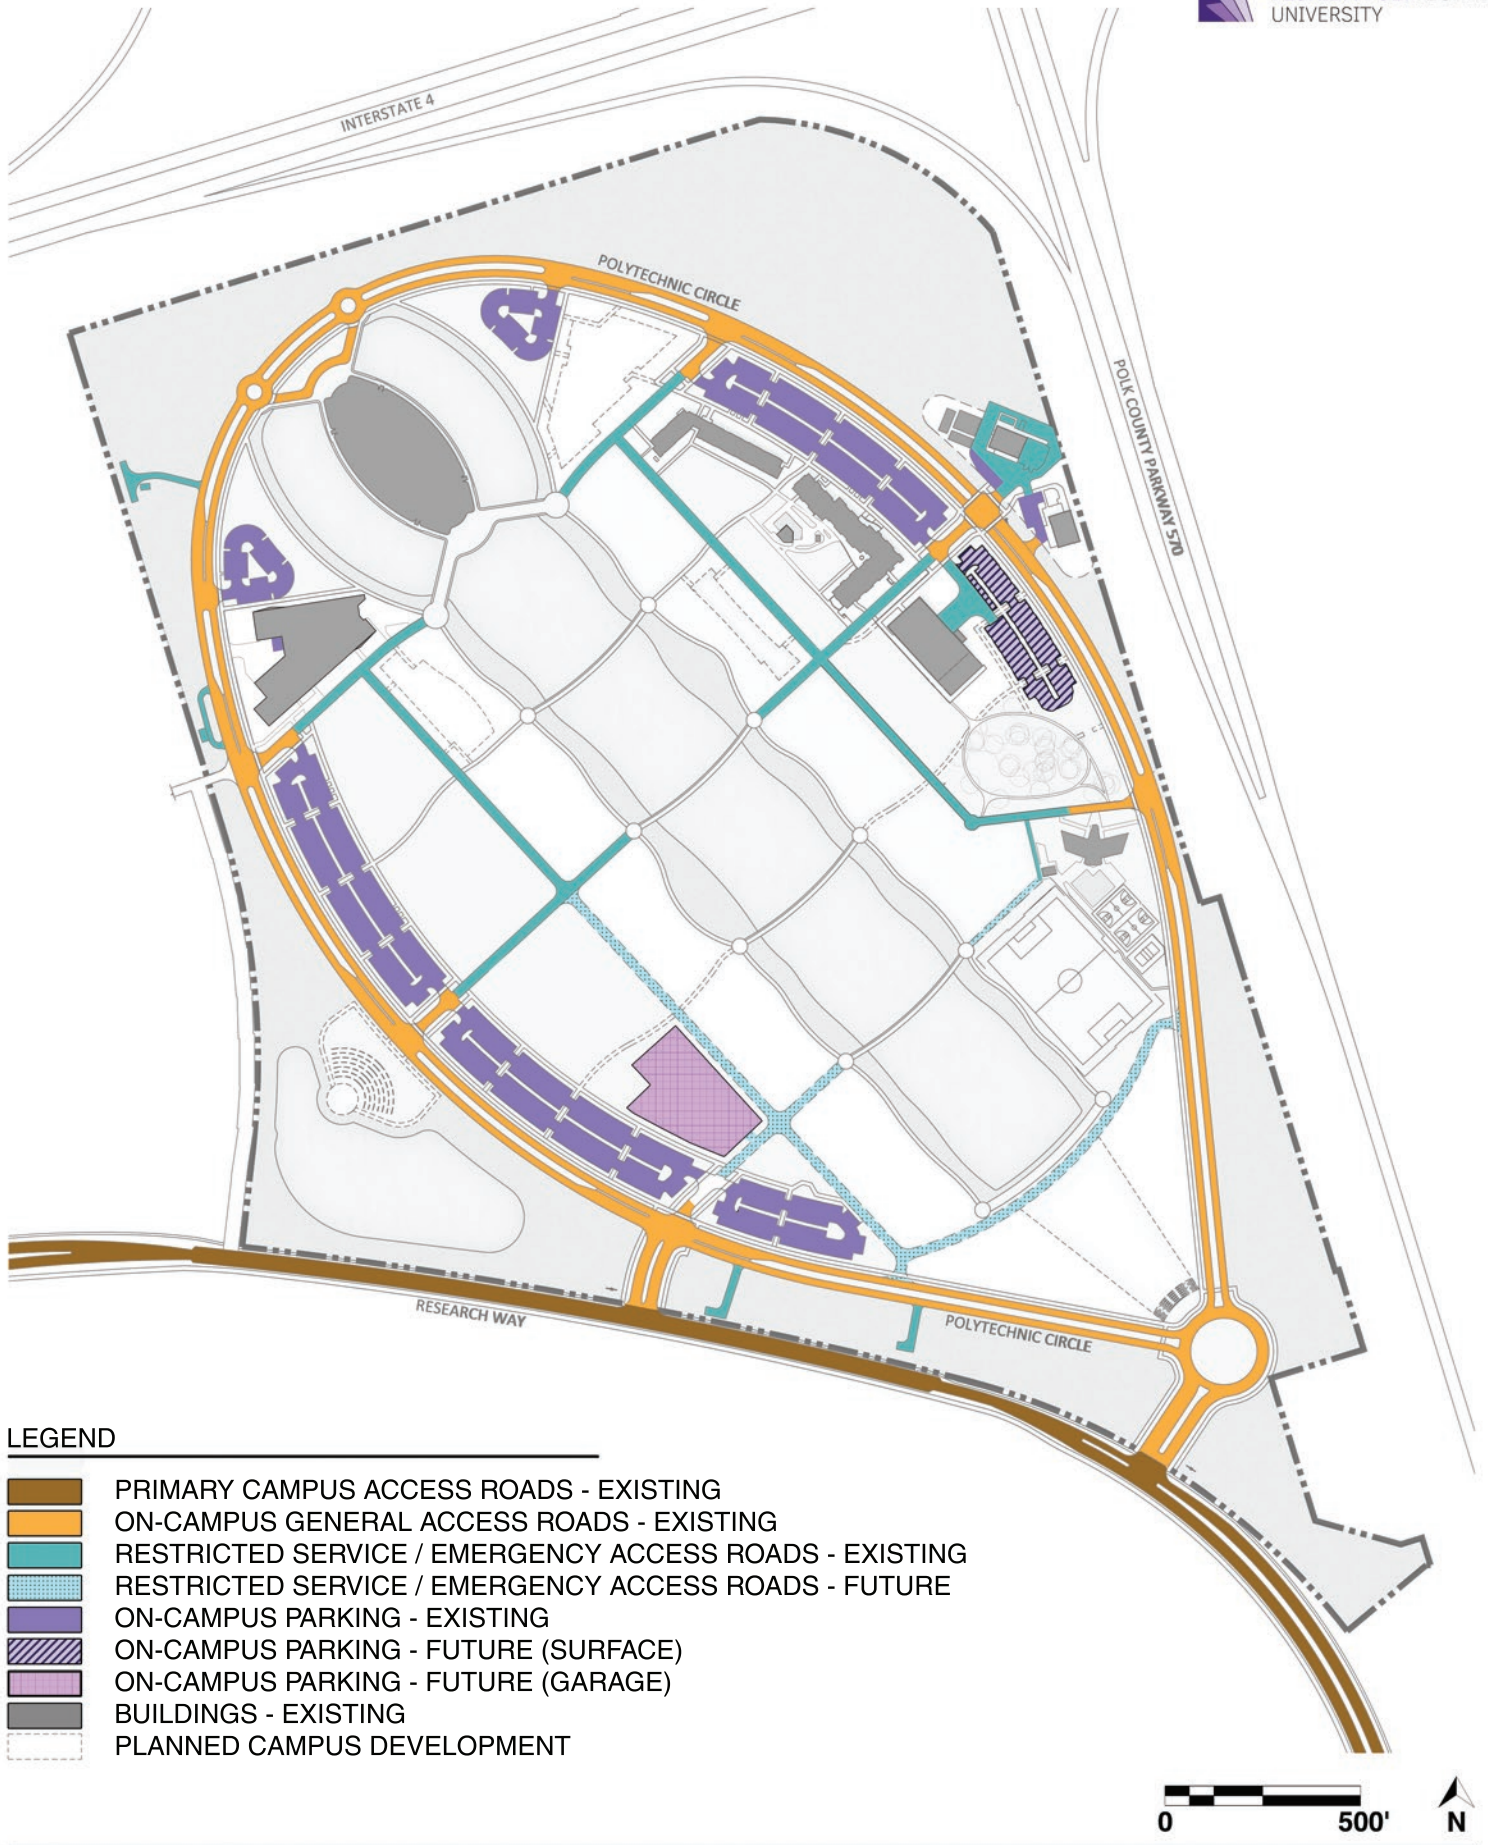 UNIVERSITY
INTERSTATE 4
POLYTECHNIC CIRCLE
POLK COUNTY PARKWAY 570
RESEARCH WAY
POLYTECHNIC CIRCLE
LEGEND
PRIMARY CAMPUS ACCESS ROADS - EXISTING
ON-CAMPUS GENERAL ACCESS ROADS - EXISTING
RESTRICTED SERVICE / EMERGENCY ACCESS ROADS - EXISTING
RESTRICTED SERVICE / EMERGENCY ACCESS ROADS - FUTURE
ON-CAMPUS PARKING - EXISTING
ON-CAMPUS PARKING - FUTURE (SURFACE)
ON-CAMPUS PARKING - FUTURE (GARAGE)
BUILDINGS - EXISTING
PLANNED CAMPUS DEVELOPMENT
0 500' N